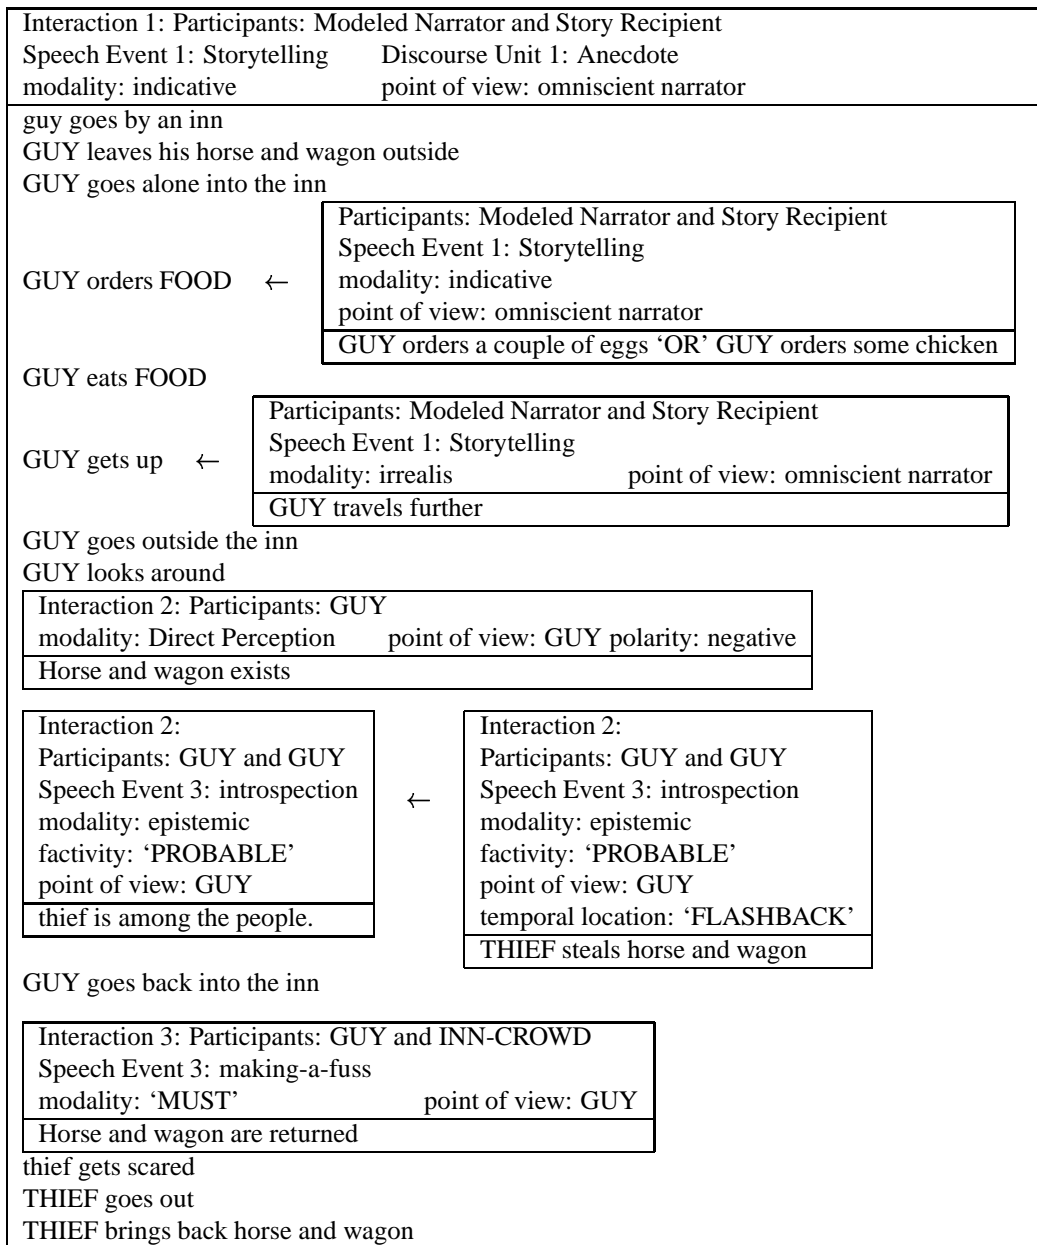 Interaction 1: Participants: Modeled Narrator and Story Recipient
Speech Event 1: Storytelling Discourse Unit 1: Anecdote
modality: indicative point of view: omniscient narrator
guy goes by an inn
GUY leaves his horse and wagon outside
GUY goes alone into the inn
GUY orders FOOD ←
Participants: Modeled Narrator and Story Recipient
Speech Event 1: Storytelling
modality: indicative
point of view: omniscient narrator
GUY orders a couple of eggs ‘OR’ GUY orders some chicken
GUY eats FOOD
GUY gets up ←
Participants: Modeled Narrator and Story Recipient
Speech Event 1: Storytelling
modality: irrealis point of view: omniscient narrator
GUY travels further
GUY goes outside the inn
GUY looks around
Interaction 2: Participants: GUY
modality: Direct Perception point of view: GUY polarity: negative
Horse and wagon exists
Interaction 2:
Participants: GUY and GUY
Speech Event 3: introspection
modality: epistemic
factivity: ‘PROBABLE’
point of view: GUY
thief is among the people.
←
Interaction 2:
Participants: GUY and GUY
Speech Event 3: introspection
modality: epistemic
factivity: ‘PROBABLE’
point of view: GUY
temporal location: ‘FLASHBACK’
THIEF steals horse and wagon
GUY goes back into the inn
Interaction 3: Participants: GUY and INN-CROWD
Speech Event 3: making-a-fuss
modality: ‘MUST’ point of view: GUY
Horse and wagon are returned
thief gets scared
THIEF goes out
THIEF brings back horse and wagon